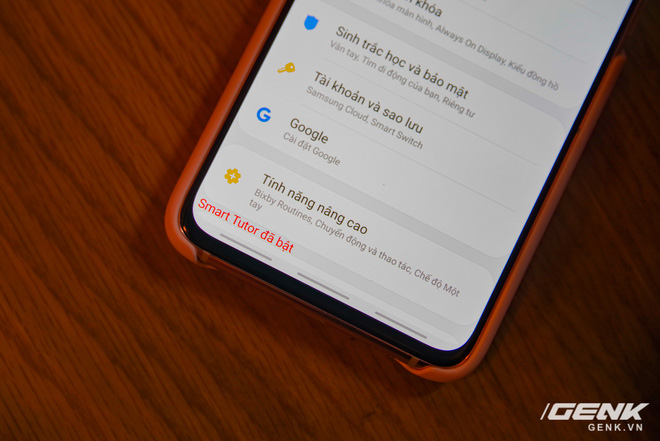 khóa
khóa màn hình, Always On Display, Kiểu đồng hồ
Sinh trắc học và bảo mật
Vân tay, Tìm di động của bạn, Riêng tư
Tài khoản và sao lưu
Samsung Cloud, Smart Switch
Google
Cài đặt Google
Tính năng nâng cao
Bixby Routines, Chuyển động và thao tác, Chế độ Một
tay
Smart Tutor đã bật
GENK
GENK.VN